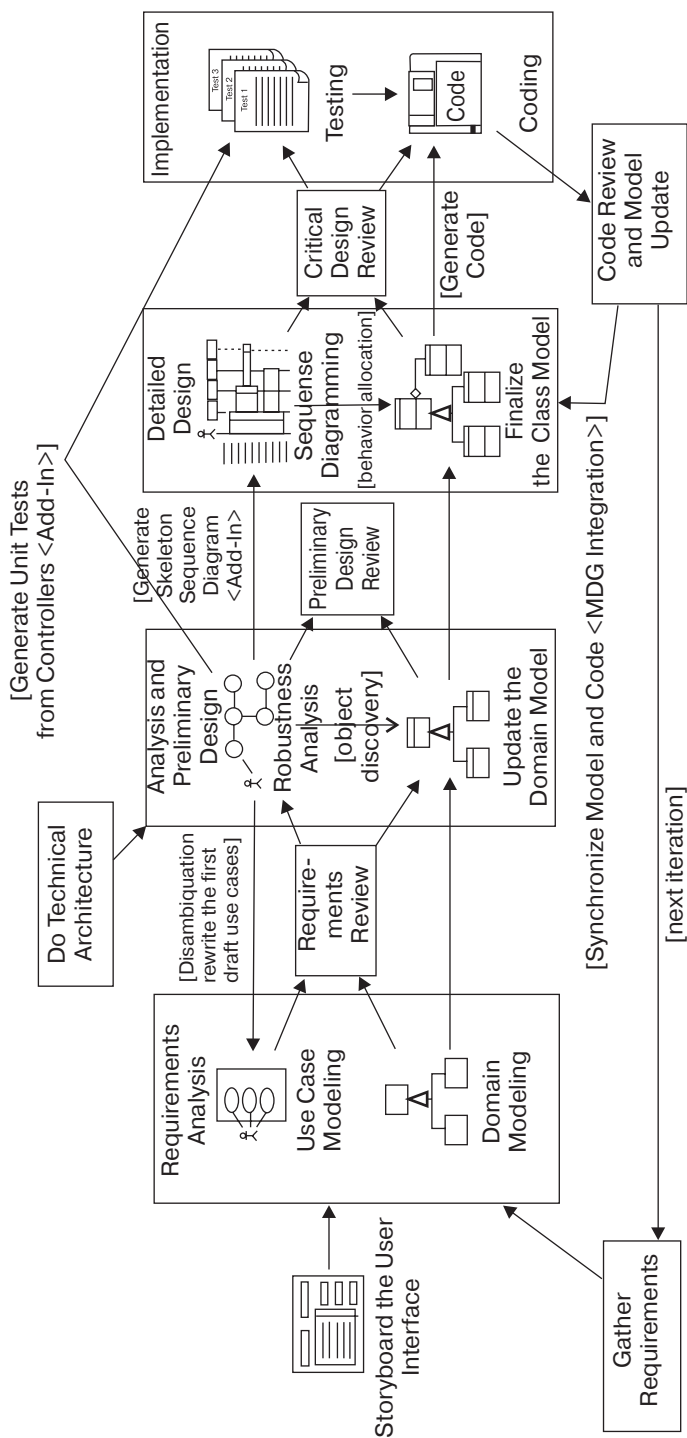 [Generate Unit Tests
from Controllers <Add-In>]
Do Technical
Architecture
Storyboard the User
Interface
Gather
Requirements
Requirements
Analysis
Use Case
Modeling
Domain
Modeling
[Disambiquation
rewrite the first
draft use cases]
Require-
ments
Review
Analysis and
Preliminary
Design
Robustness
Analysis
[object
discovery]
Update the
Domain Model
[Generate
Skeleton
Sequence
Diagram
<Add-In]
Preliminary
Design
Review
Detailed
Design
Sequense
Diagramming
[behavior allocation]
Finalize
the Class Model
Critical
Design
Review
[Generate
Code]
Implementation
Test 3
Test 2
Test 1
Testing
Code
Coding
Code Review
and Model
Update
[Synchronize Model and Code <MDG Integration>]
[next iteration]